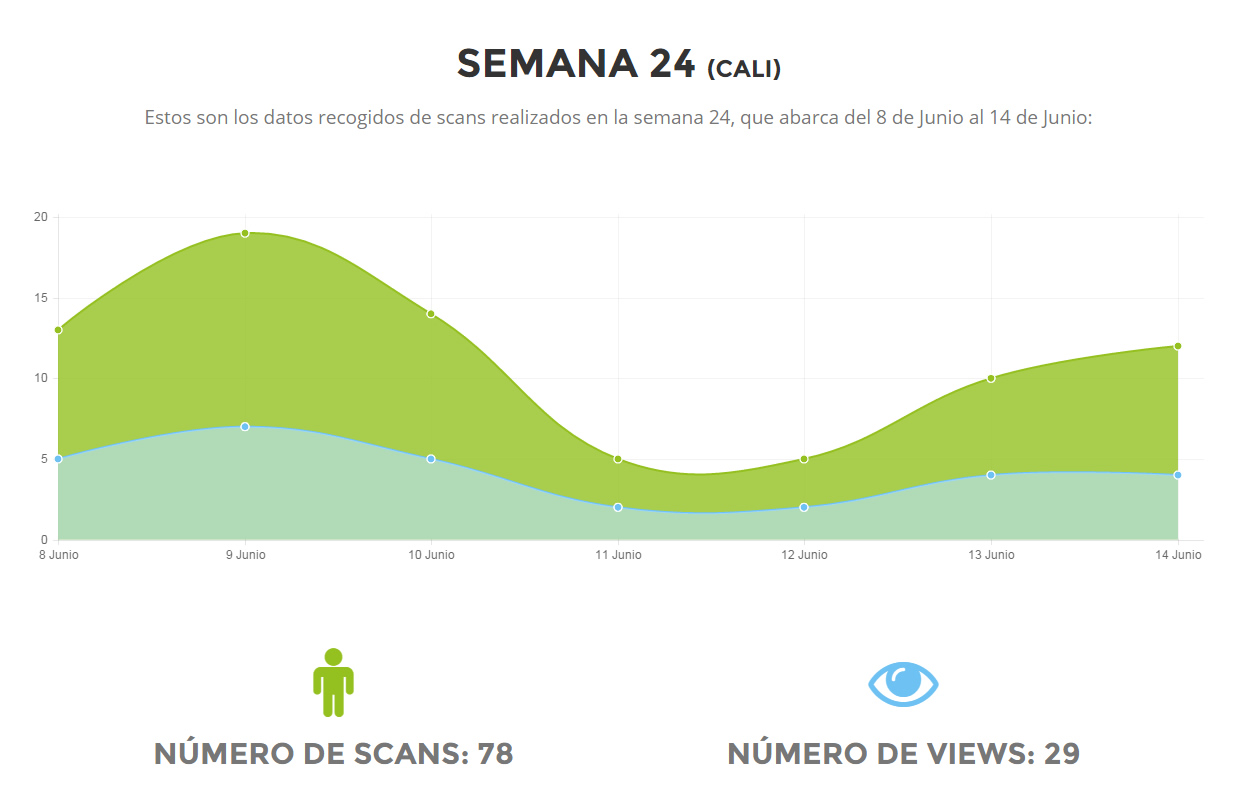 SEMANA 24 (CALI)
Estos son los datos recogidos de scans realizados en la semana 24, que abarca del 8 de Junio al 14 de Junio:
20
15
10
5
0
8 Junio 9 Junio 10 Junio 11 Junio 12 Junio 13 Junio 14 Junio
NÚMERO DE SCANS: 78 NÚMERO DE VIEWS: 29